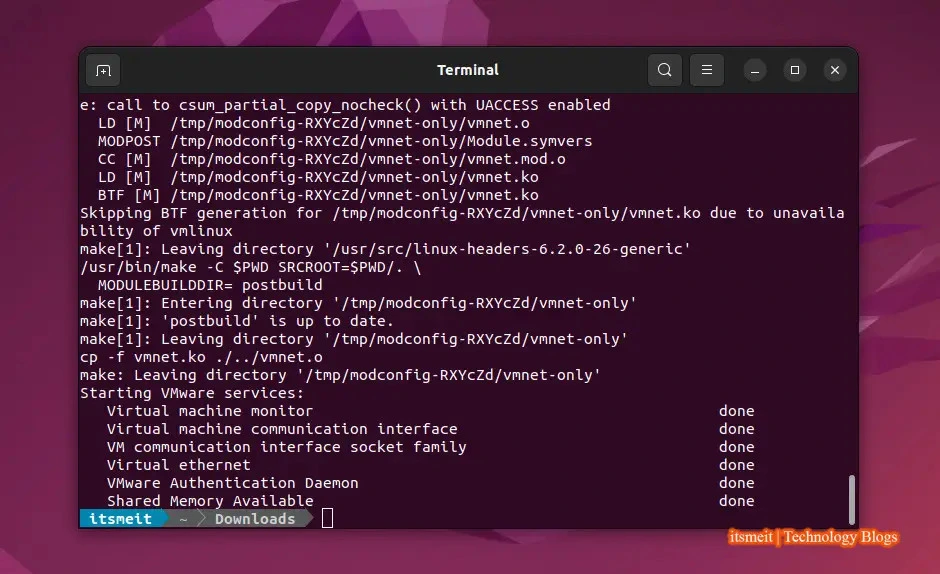 Terminal
e: call to csum_partial_copy_nocheck() with UACCESS enabled
LD [M]  /tmp/modconfig-RXYcZd/vmnet-only/vmnet.o
MODPOST /tmp/modconfig-RXYcZd/vmnet-only/Module.symvers
CC [M]  /tmp/modconfig-RXYcZd/vmnet-only/vmnet.mod.o
LD [M]  /tmp/modconfig-RXYcZd/vmnet-only/vmnet.ko
BTF [M] /tmp/modconfig-RXYcZd/vmnet-only/vmnet.ko
Skipping BTF generation for /tmp/modconfig-RXYcZd/vmnet-only/vmnet.ko due to unavaila
bility of vmlinux
make[1]: Leaving directory '/usr/src/linux-headers-6.2.0-26-generic'
/usr/bin/make -C $PWD SRCROOT=$PWD/. \
MODULEBUILDDIR= postbuild
make[1]: Entering directory '/tmp/modconfig-RXYcZd/vmnet-only'
make[1]: 'postbuild' is up to date.
make[1]: Leaving directory '/tmp/modconfig-RXYcZd/vmnet-only'
cp -f vmnet.ko ./../vmnet.o
make: Leaving directory '/tmp/modconfig-RXYcZd/vmnet-only'
Starting VMware services:
Virtual machine monitor done
Virtual machine communication interface done
VM communication interface socket family done
Virtual ethernet done
VMware Authentication Daemon done
Shared Memory Available done
itsmeit ~ Downloads
itsmeit | Technology Blogs